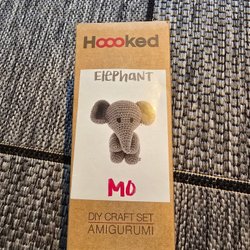 Hoooked
ELEPHANT
MO
DIY CRAFT SET
AMIGURUMI